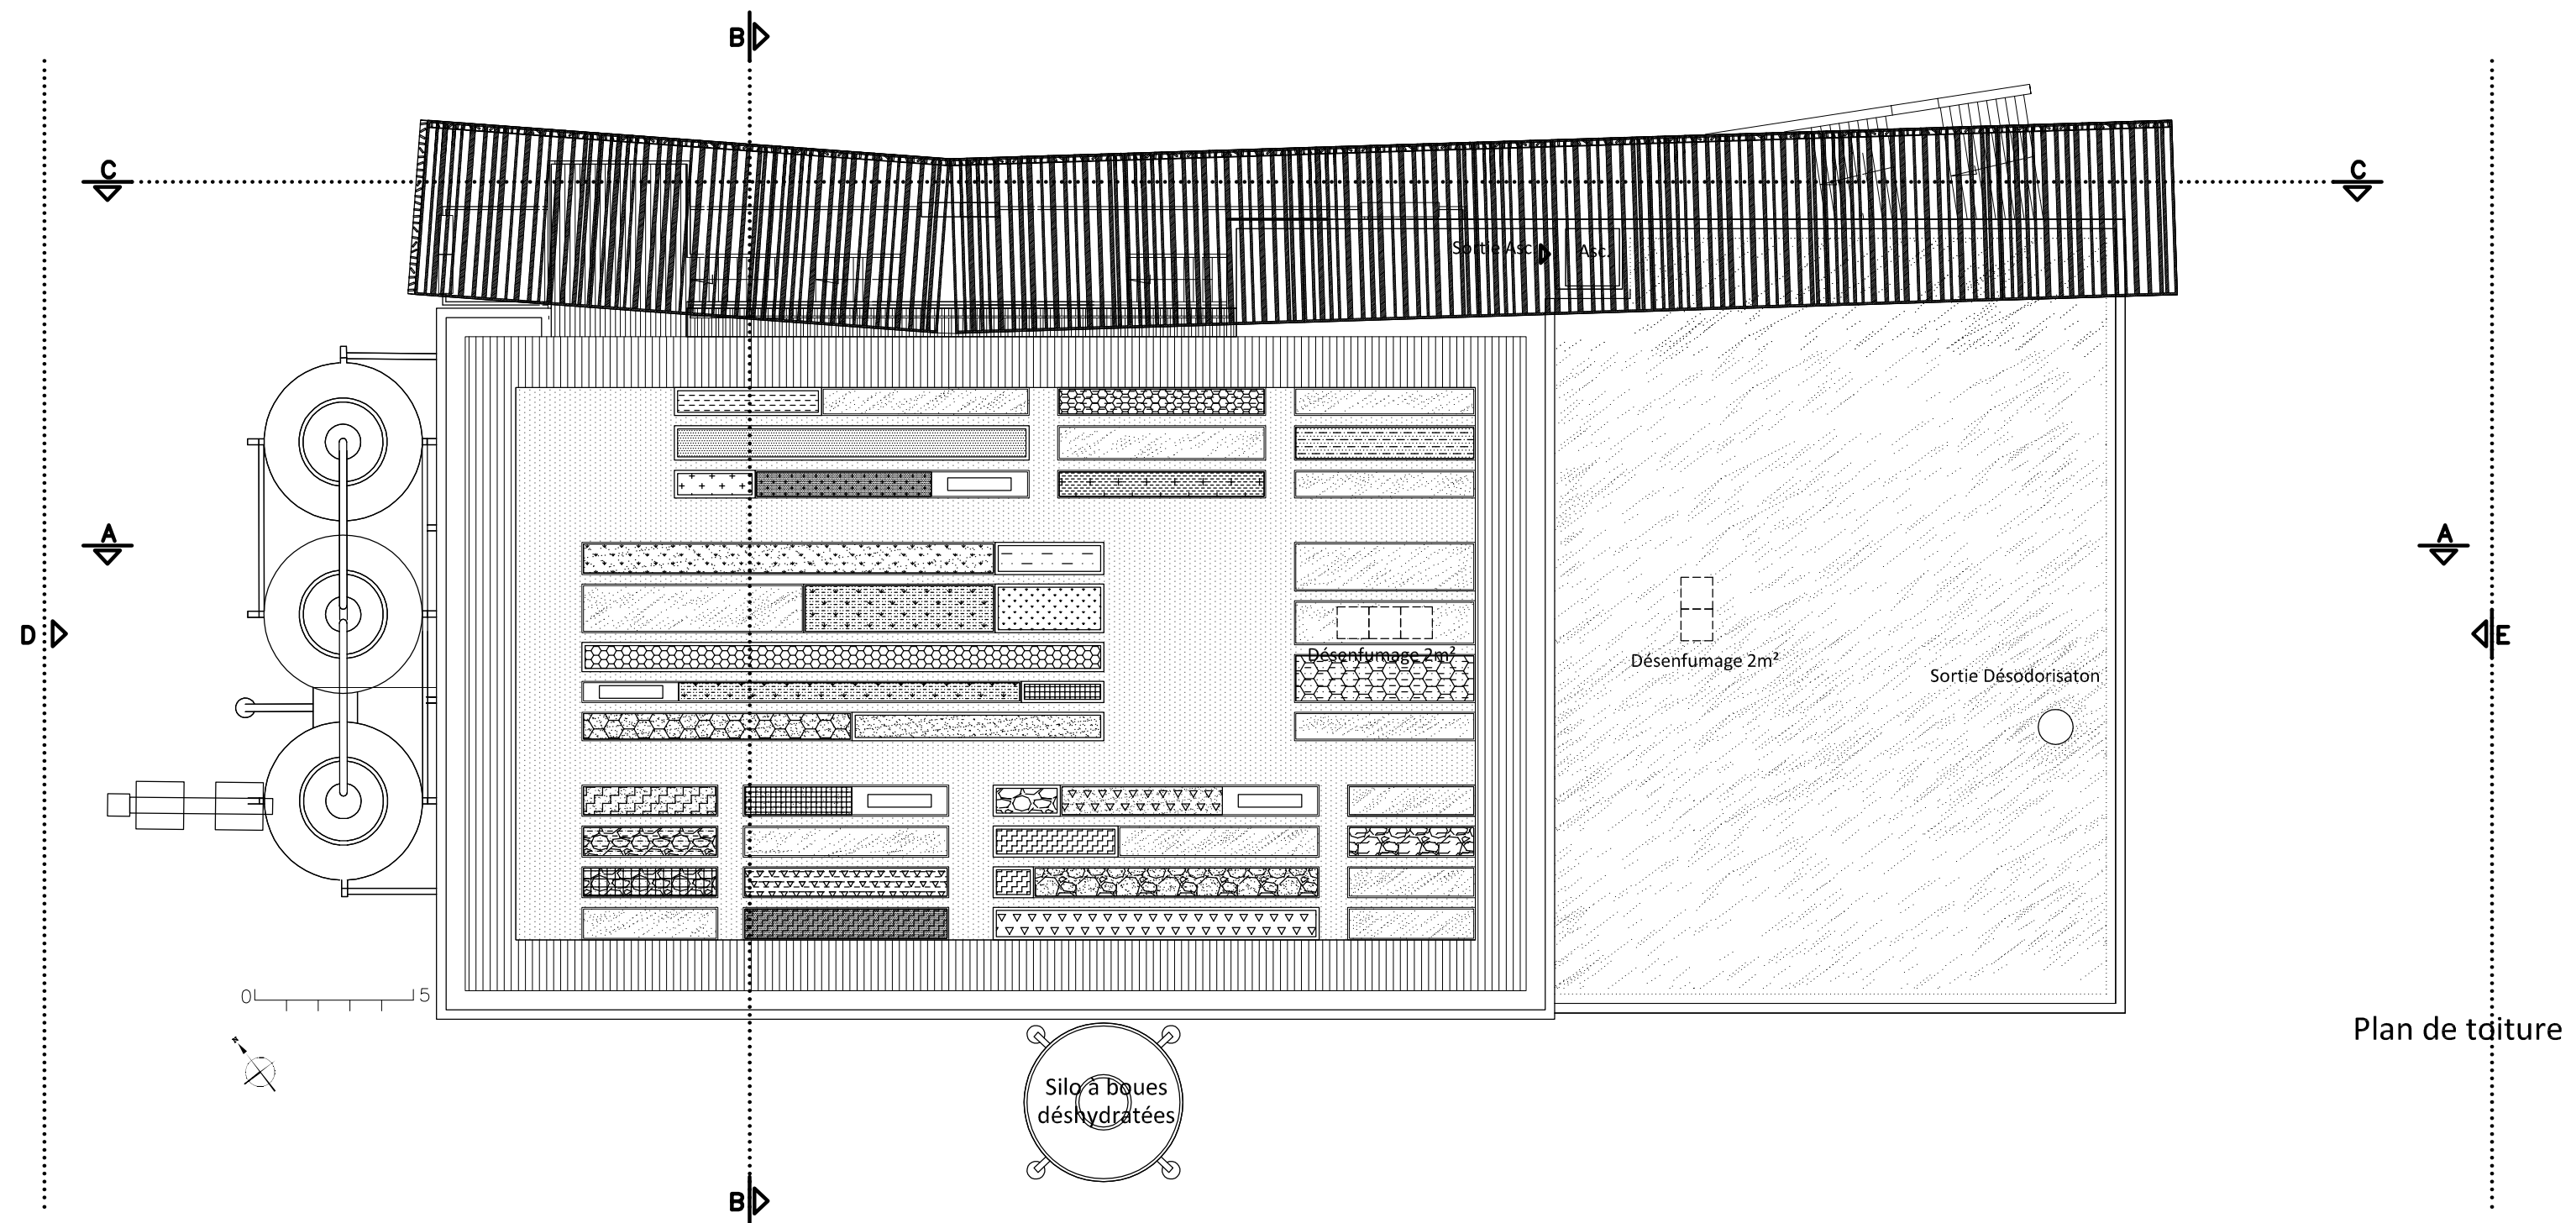 B
C
C
Sortie Asc.
Asc.
A
A
D
E
Désenfumage 2m²
Désenfumage 2m²
Sortie Désodorisaton
0
5
N
Plan de toiture
Silo à boues
déshydratées
B